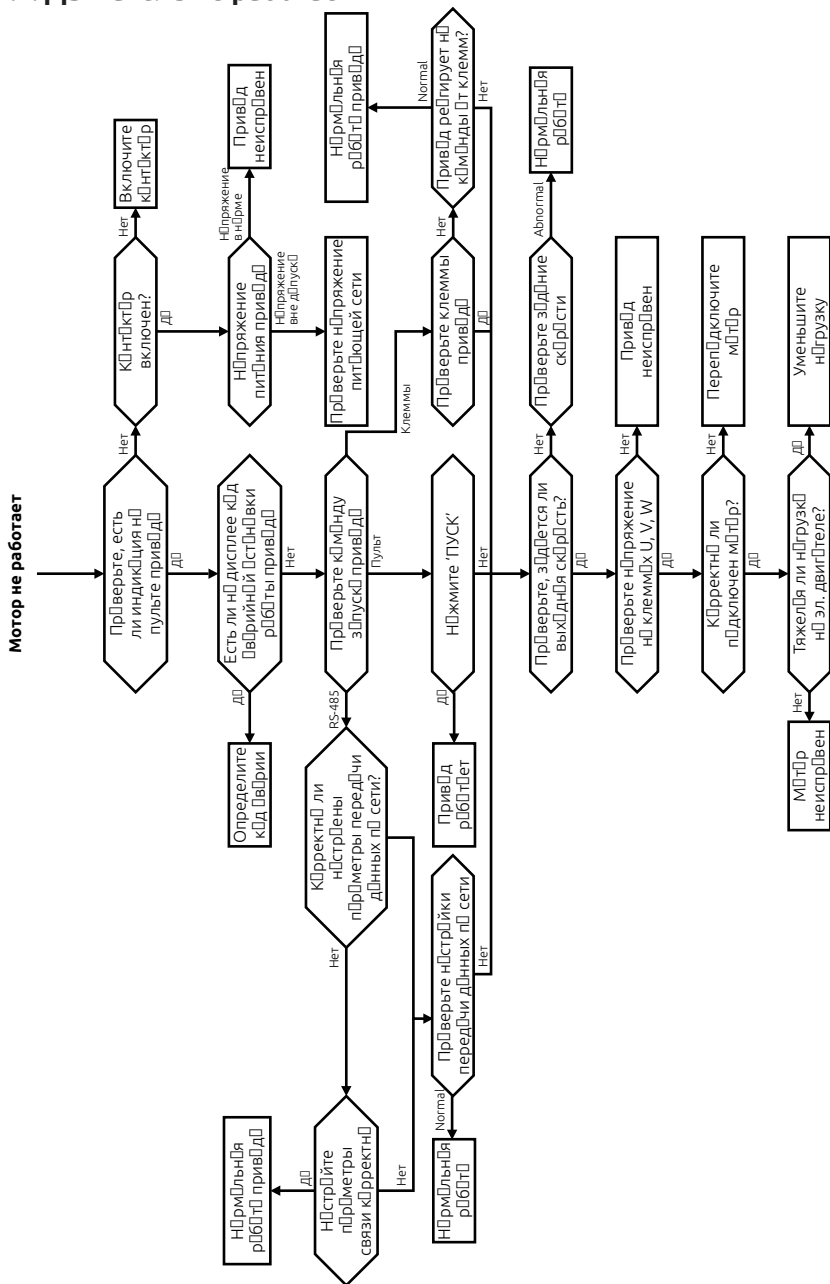 Мотор не работает
Пр□верьте, есть
ли индик□ция н□
пульте прив□д□
Нет
Д□
К□нт□кт□р
включен?
Нет
Д□
Включите
к□нт□кт□р
Н□пряжение
пит□ния прив□д□
Н□пряжение
в н□рме
Н□пряжение
вне д□пуск□
Прив□д
неиспр□вен
Пр□верьте н□пряжение
пит□ющей сети
Есть ли н□ дисплее к□д
□в□рийн□й □ст□н□вки
р□б□ты прив□д□
Д□
Нет
Определите
к□д □в□рии
Пр□верьте к□м□нду
з□пуск□ прив□д□
RS-485
Пульт
Клеммы
К□рректн□ ли
н□стр□ены
п□р□метры перед□чи
д□нных п□ сети?
Нет
Н□стр□йте
п□р□метры
связи к□рректн□
Д□
Нет
Н□рм□льн□я
р□б□т□ прив□д□
Пр□верьте н□стр□йки
перед□чи д□нных п□ сети
Normal
Нет
Н□рм□льн□я
р□б□т□
Н□жмите ‘ПУСК’
Д□
Нет
Прив□д
р□б□т□ет
Пр□верьте клеммы
прив□д□
Нет
Д□
Прив□д ре□гирует н□
к□м□нды □т клемм?
Normal
Нет
Н□рм□льн□я
р□б□т□ прив□д□
Пр□верьте, з□д□ется ли
вых□дн□я ск□р□сть?
Нет
Д□
Пр□верьте з□д□ние
ск□р□сти
Abnormal
Н□рм□льн□я
р□б□т□
Пр□верьте н□пряжение
н□ клемм□х U, V, W
Нет
Д□
Прив□д
неиспр□вен
К□рректн□ ли
п□дключен м□т□р?
Нет
Д□
Переп□дключите
м□т□р
Тяжел□я ли н□грузк□
н□ эл. двиг□теле?
Нет
Д□
М□т□р
неиспр□вен
Уменьшите
н□грузку